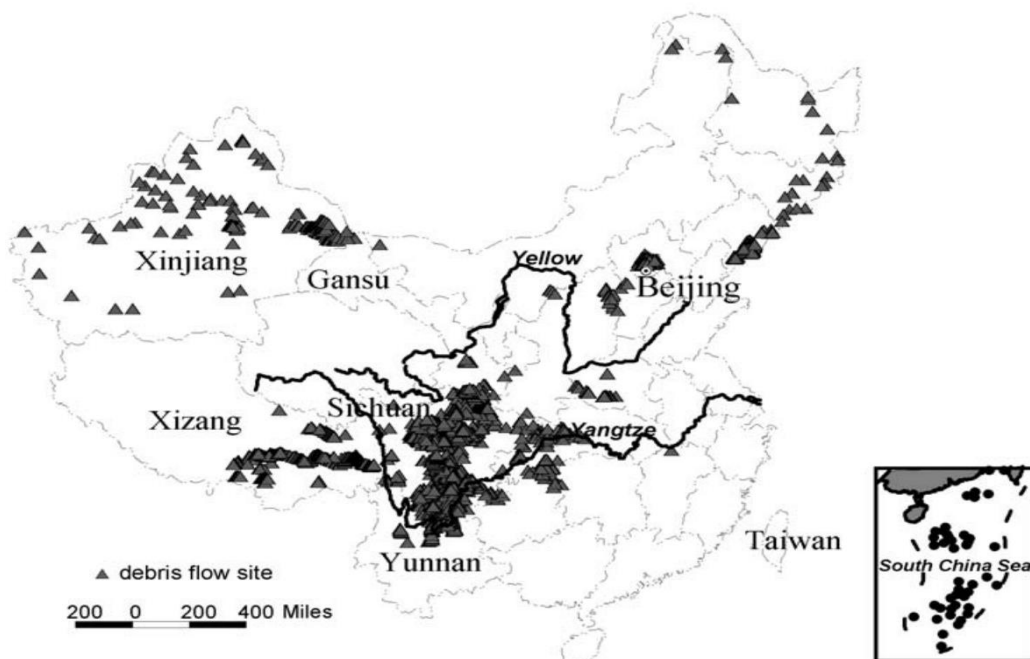 Yellow
Xinjiang
Gansu
Beijing
Xizang
Sichuan
Yangtze
Yunnan
Taiwan
South China Sea
debris flow site
200 0 200 400 Miles